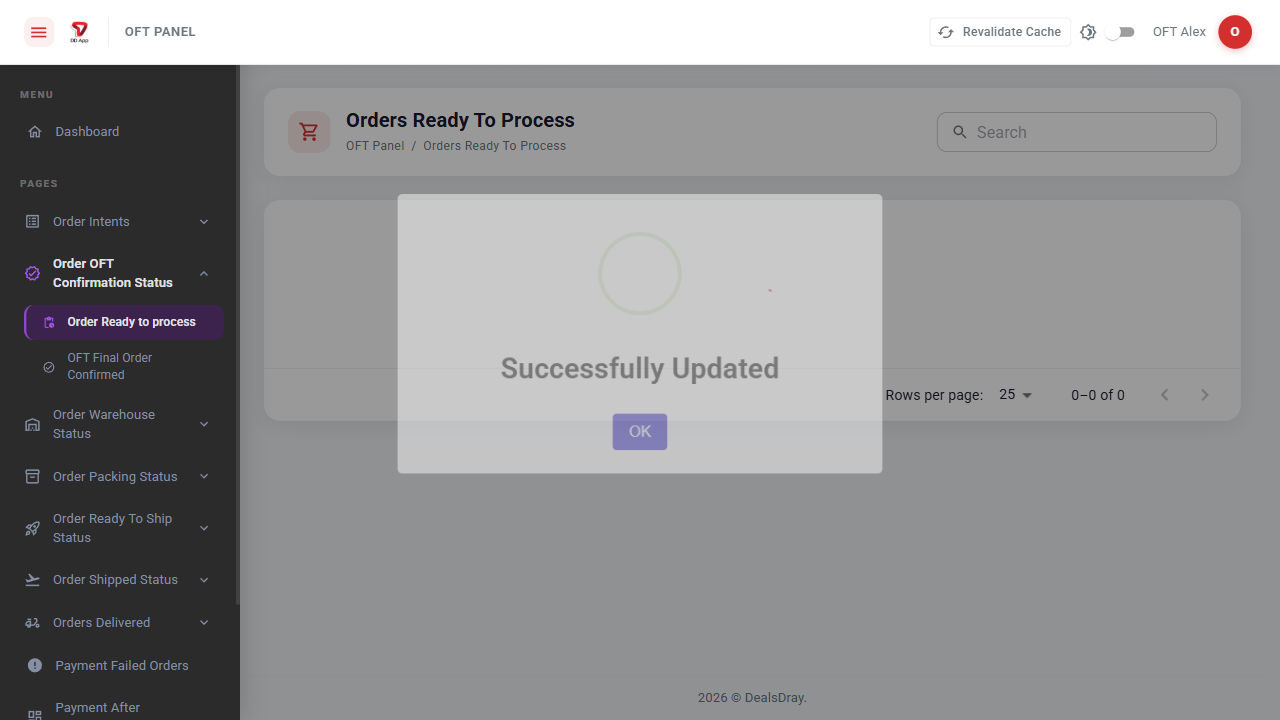 DD App
OFT PANEL
Revalidate Cache
OFT Alex
O
MENU
Dashboard
PAGES
Order Intents
Order OFT
Confirmation Status
Order Ready to process
OFT Final Order
Confirmed
Order Warehouse
Status
Order Packing Status
Order Ready To Ship
Status
Order Shipped Status
Orders Delivered
Payment Failed Orders
Payment After
Orders Ready To Process
OFT Panel / Orders Ready To Process
Search
Successfully Updated
OK
Rows per page: 25 0–0 of 0
2026 © DealsDray.